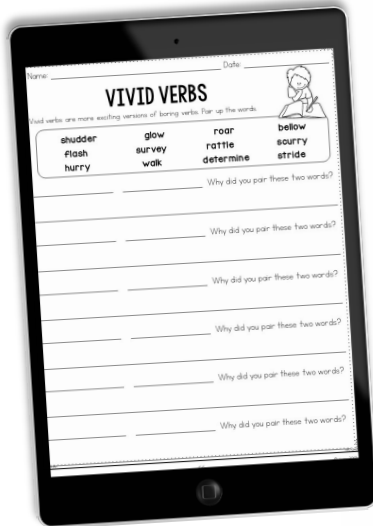 Name: Date:
VIVID VERBS
Vivid verbs are more exciting versions of boring verbs. Pair up the words.
shudder glow roar bellow
flash survey rattle scurry
hurry walk determine stride
Why did you pair these two words?
Why did you pair these two words?
Why did you pair these two words?
Why did you pair these two words?
Why did you pair these two words?
Why did you pair these two words?